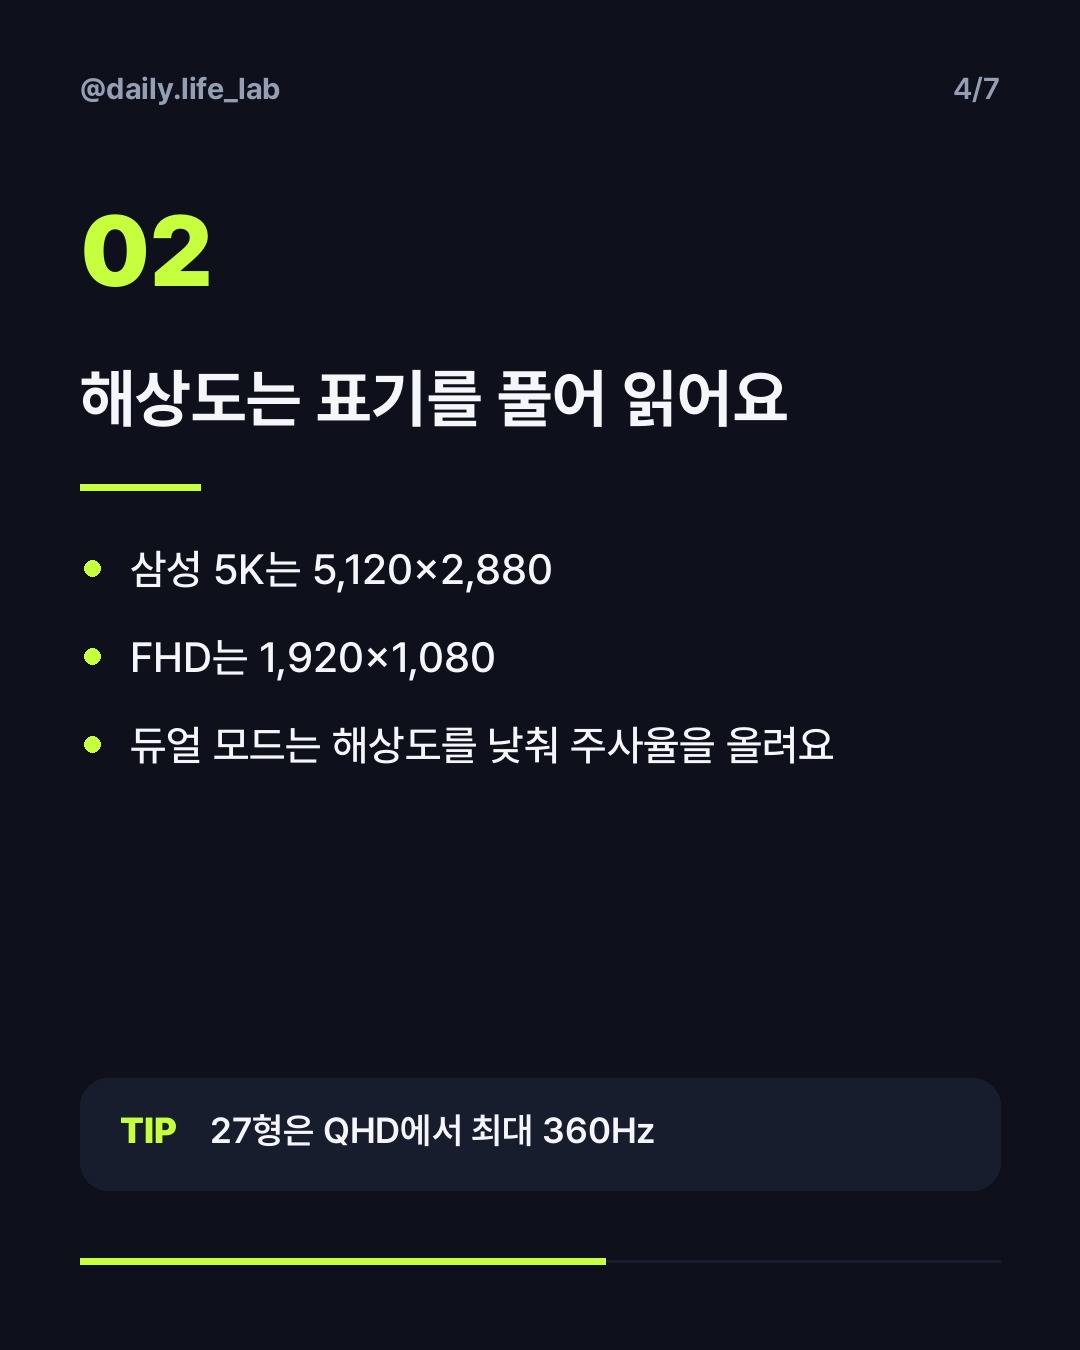 @daily.life_lab
4/7
02
해상도는 표기를 풀어 읽어요
삼성 5K는 5,120×2,880
FHD는 1,920×1,080
듀얼 모드는 해상도를 낮춰 주사율을 올려요
TIP 27형은 QHD에서 최대 360Hz